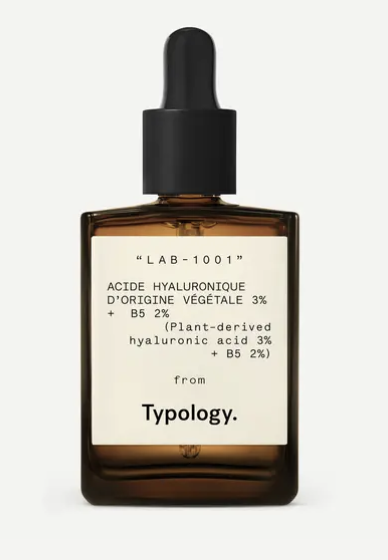 “LAB-1001”
ACIDE HYALURONIQUE
D’ORIGINE VÉGÉTALE 3%
+ B5 2%
(Plant-derived
hyaluronic acid 3%
+ B5 2%)
from
Typology.